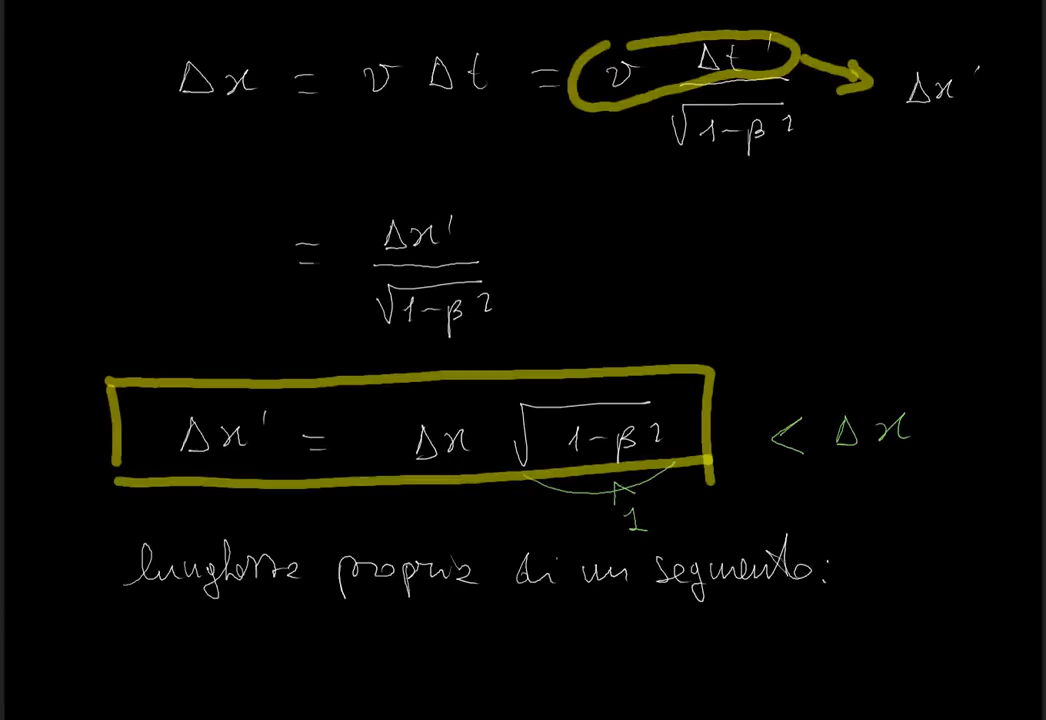 Δx = v Δt = v Δt' / √(1-β²) → Δx'
= Δx' / √(1-β²)
Δx' = Δx √(1-β²) < Δx
1
lunghezza propria di un segmento: